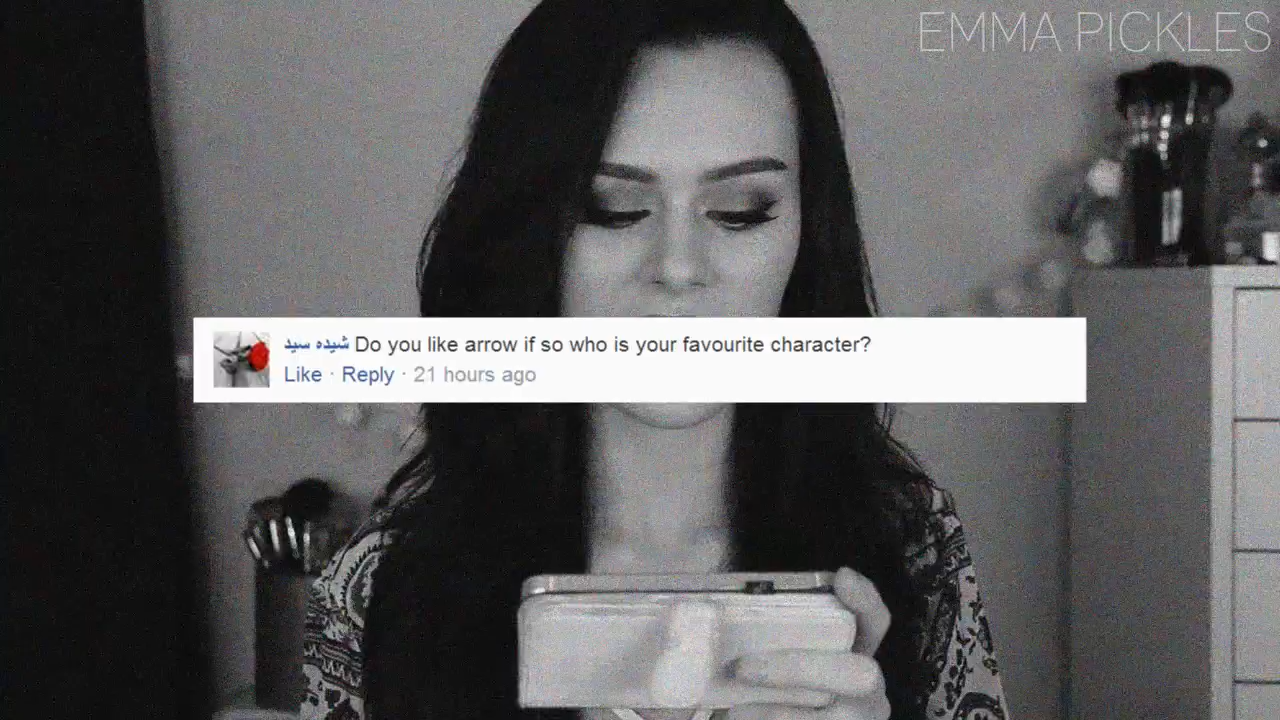 EMMA PICKLES
شیده سید Do you like arrow if so who is your favourite character?
Like · Reply · 21 hours ago